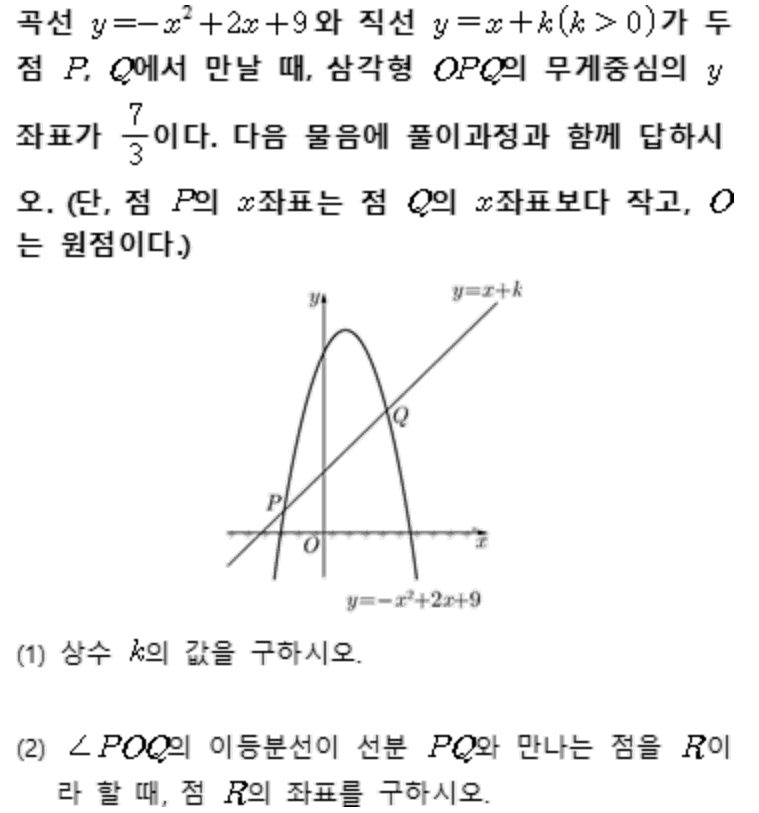 곡선 y=-x²+2x+9와 직선 y=x+k(k>0)가 두
점 P, Q에서 만날 때, 삼각형 OPQ의 무게중심의 y
좌표가 7/3이다. 다음 물음에 풀이과정과 함께 답하시
오. (단, 점 P의 x좌표는 점 Q의 x좌표보다 작고, O
는 원점이다.)
y
y=x+k
Q
P
O
x
y=-x²+2x+9
(1) 상수 k의 값을 구하시오.
(2) ∠POQ의 이등분선이 선분 PQ와 만나는 점을 R이
라 할 때, 점 R의 좌표를 구하시오.